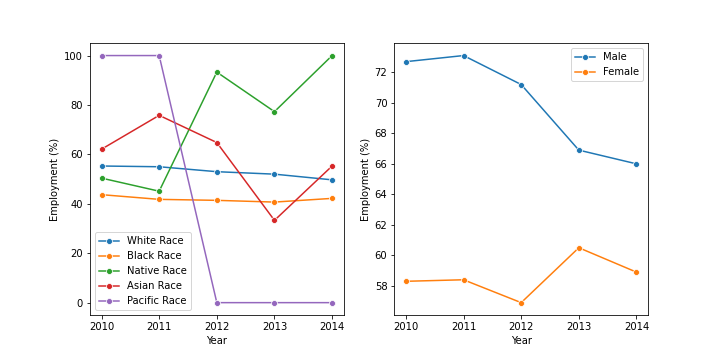 100
80
60
40
20
0
Employment (%)
White Race
Black Race
Native Race
Asian Race
Pacific Race
2010 2011 2012 2013 2014
Year
72
70
68
66
64
62
60
58
Employment (%)
Male
Female
2010 2011 2012 2013 2014
Year